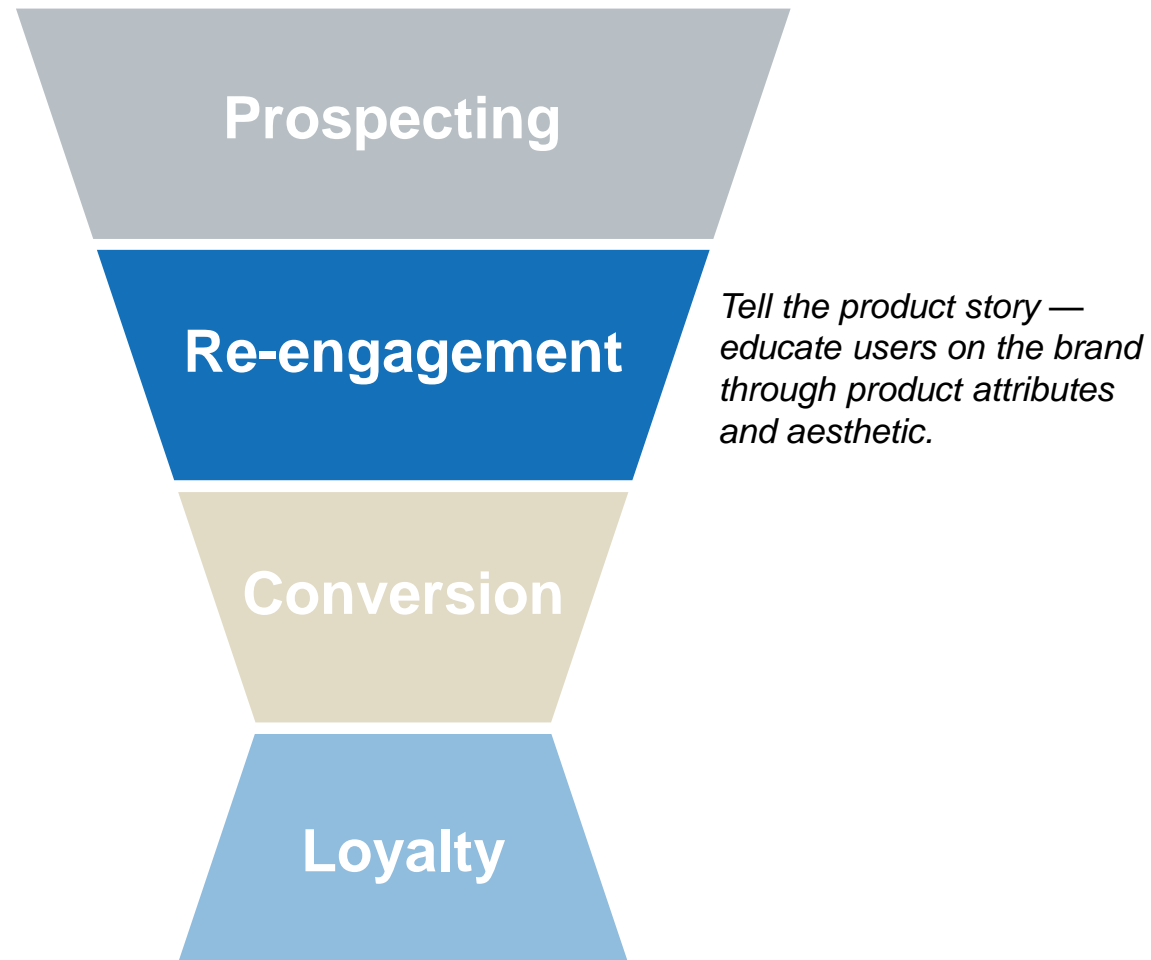 Prospecting
Re-engagement
Tell the product story —
educate users on the brand
through product attributes
and aesthetic.
Conversion
Loyalty